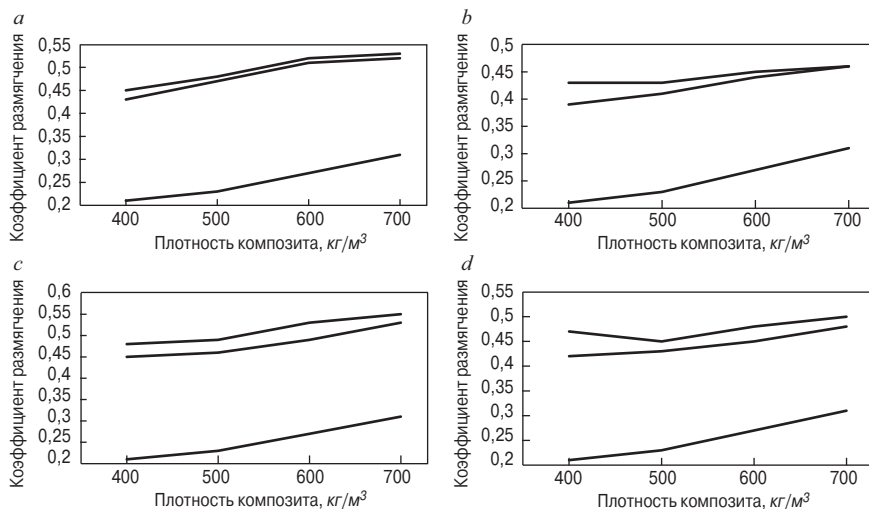 a
Коэффициент размягчения
0,55
0,5
0,45
0,4
0,35
0,3
0,25
0,2
400 500 600 700
Плотность композита, кг/м³
b
Коэффициент размягчения
0,5
0,45
0,4
0,35
0,3
0,25
0,2
400 500 600 700
Плотность композита, кг/м³
c
Коэффициент размягчения
0,6
0,55
0,5
0,45
0,4
0,35
0,3
0,25
0,2
400 500 600 700
Плотность композита, кг/м³
d
Коэффициент размягчения
0,55
0,5
0,45
0,4
0,35
0,3
0,25
0,2
400 500 600 700
Плотность композита, кг/м³